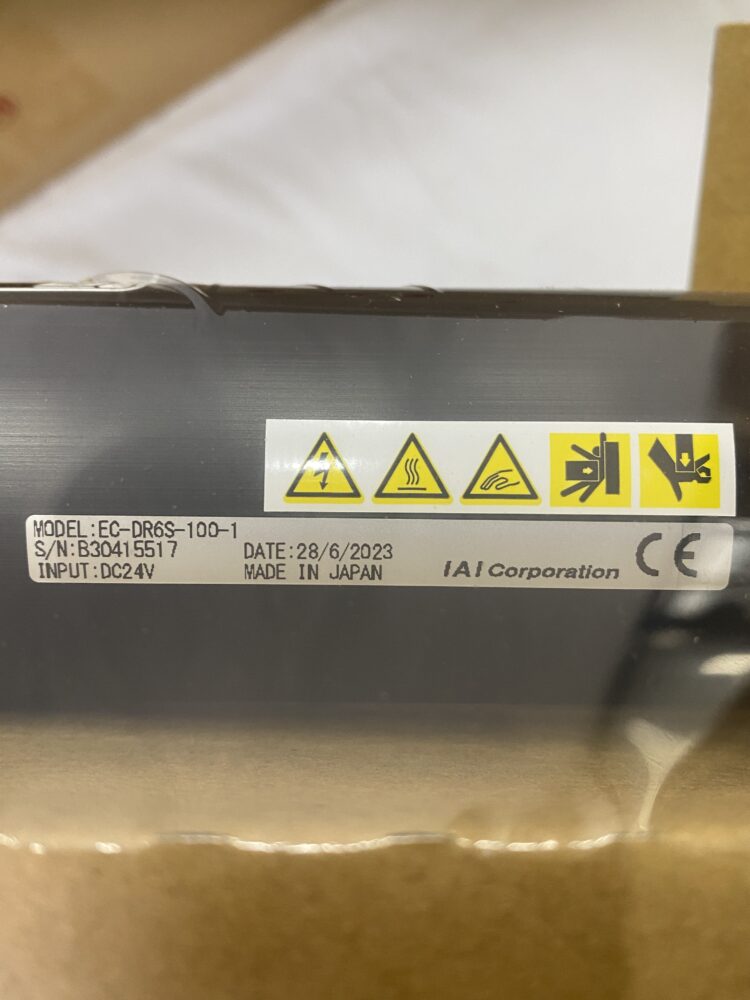 MODEL:EC-DR6S-100-1
S/N:B30415517 DATE:28/6/2023
INPUT:DC24V MADE IN JAPAN IAI Corporation CE